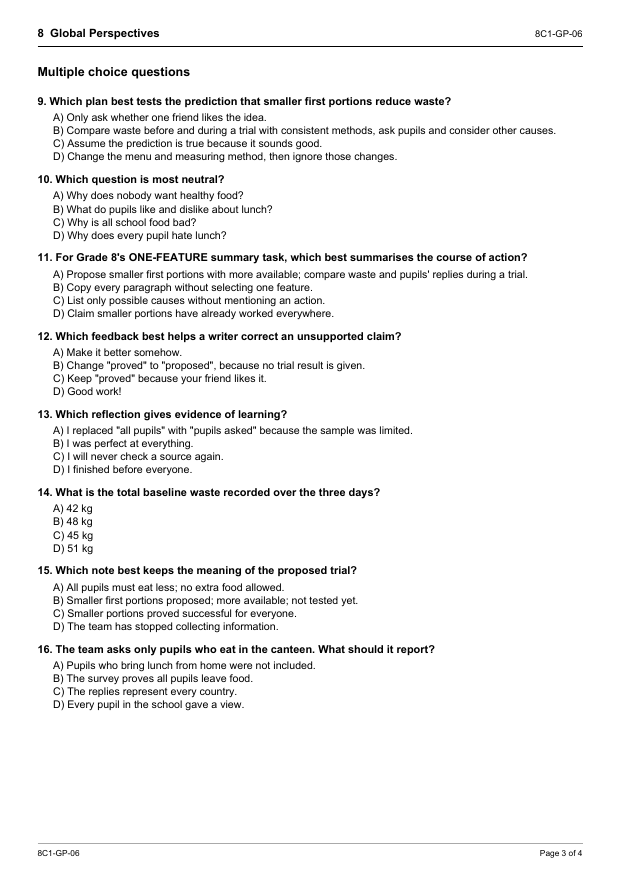 8 Global Perspectives
8C1-GP-06
Multiple choice questions
9. Which plan best tests the prediction that smaller first portions reduce waste?
A) Only ask whether one friend likes the idea.
B) Compare waste before and during a trial with consistent methods, ask pupils and consider other causes.
C) Assume the prediction is true because it sounds good.
D) Change the menu and measuring method, then ignore those changes.
10. Which question is most neutral?
A) Why does nobody want healthy food?
B) What do pupils like and dislike about lunch?
C) Why is all school food bad?
D) Why does every pupil hate lunch?
11. For Grade 8's ONE-FEATURE summary task, which best summarises the course of action?
A) Propose smaller first portions with more available; compare waste and pupils' replies during a trial.
B) Copy every paragraph without selecting one feature.
C) List only possible causes without mentioning an action.
D) Claim smaller portions have already worked everywhere.
12. Which feedback best helps a writer correct an unsupported claim?
A) Make it better somehow.
B) Change "proved" to "proposed", because no trial result is given.
C) Keep "proved" because your friend likes it.
D) Good work!
13. Which reflection gives evidence of learning?
A) I replaced "all pupils" with "pupils asked" because the sample was limited.
B) I was perfect at everything.
C) I will never check a source again.
D) I finished before everyone.
14. What is the total baseline waste recorded over the three days?
A) 42 kg
B) 48 kg
C) 45 kg
D) 51 kg
15. Which note best keeps the meaning of the proposed trial?
A) All pupils must eat less; no extra food allowed.
B) Smaller first portions proposed; more available; not tested yet.
C) Smaller portions proved successful for everyone.
D) The team has stopped collecting information.
16. The team asks only pupils who eat in the canteen. What should it report?
A) Pupils who bring lunch from home were not included.
B) The survey proves all pupils leave food.
C) The replies represent every country.
D) Every pupil in the school gave a view.
8C1-GP-06
Page 3 of 4